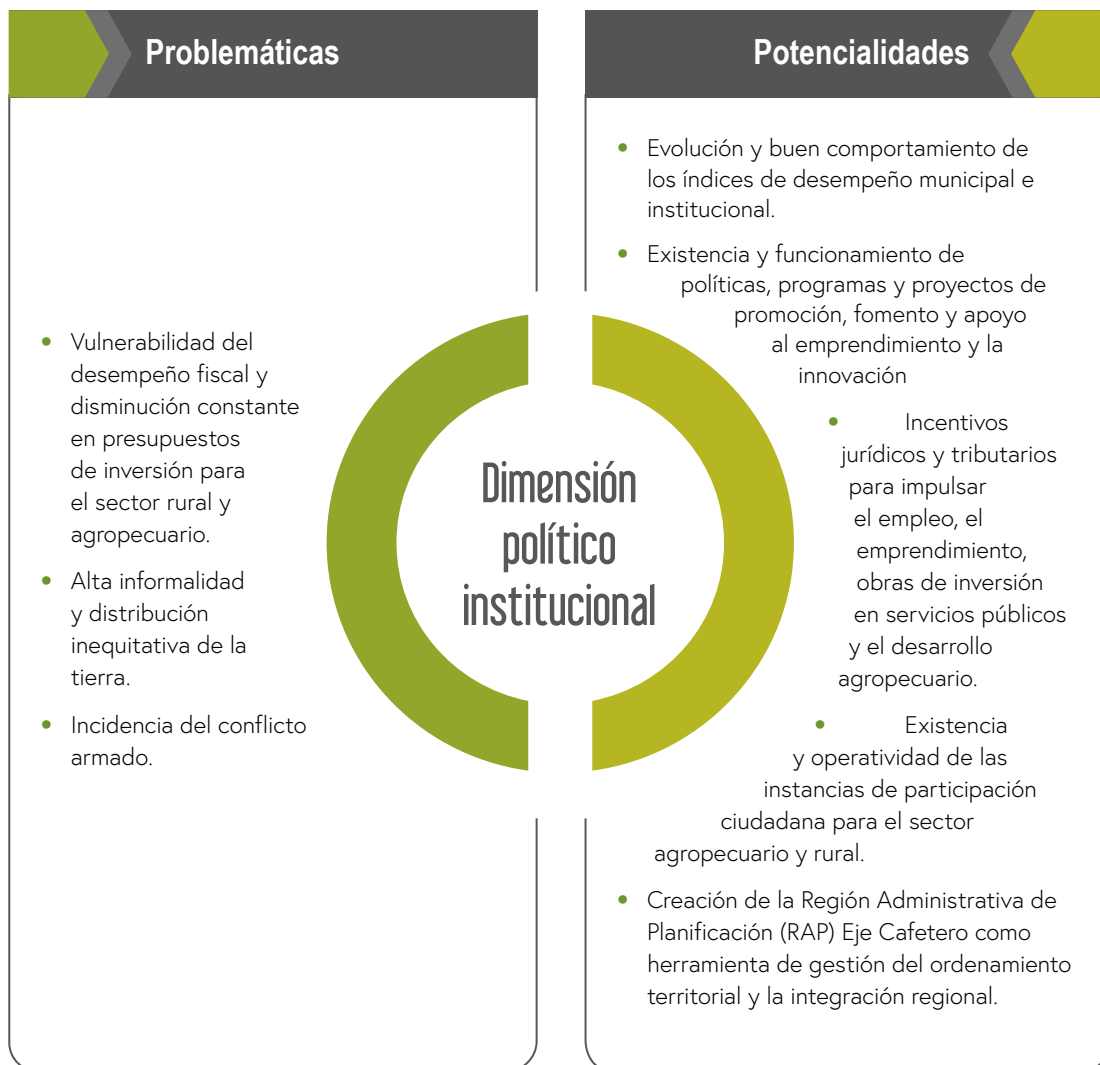 Problemáticas
• Vulnerabilidad del
desempeño fiscal y
disminución constante
en presupuestos
de inversión para
el sector rural y
agropecuario.
• Alta informalidad
y distribución
inequitativa de la
tierra.
• Incidencia del conflicto
armado.
Dimensión
político
institucional
Potencialidades
• Evolución y buen comportamiento de
los índices de desempeño municipal e
institucional.
• Existencia y funcionamiento de
políticas, programas y proyectos de
promoción, fomento y apoyo
al emprendimiento y la
innovación
• Incentivos
jurídicos y tributarios
para impulsar
el empleo, el
emprendimiento,
obras de inversión
en servicios públicos
y el desarrollo
agropecuario.
• Existencia
y operatividad de las
instancias de participación
ciudadana para el sector
agropecuario y rural.
• Creación de la Región Administrativa de
Planificación (RAP) Eje Cafetero como
herramienta de gestión del ordenamiento
territorial y la integración regional.